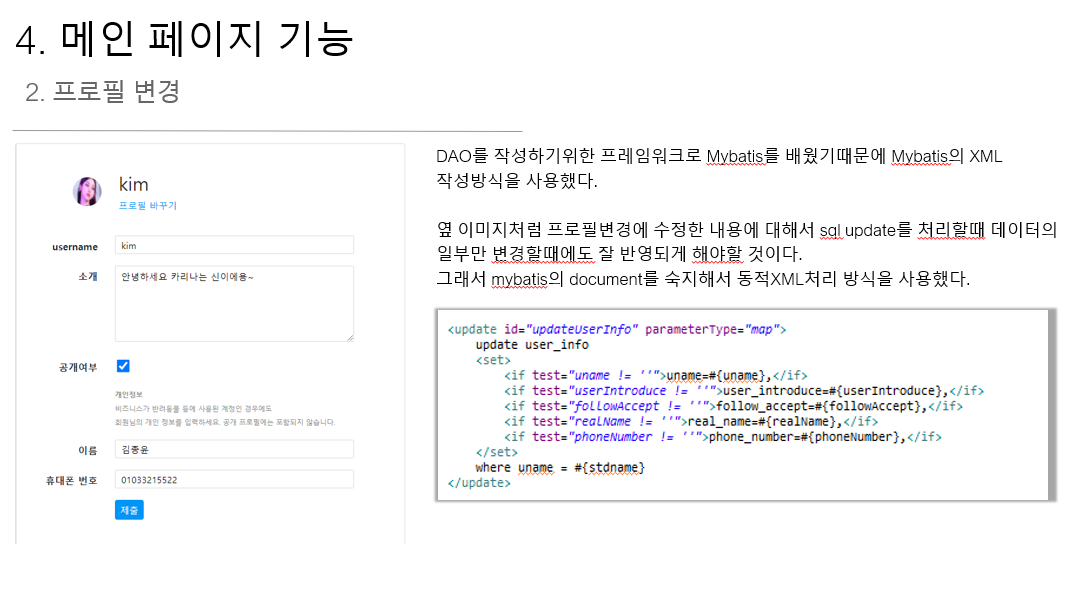 4. 메인 페이지 기능
2. 프로필 변경
kim
프로필 바꾸기
username
kim
소개
안녕하세요 카리나는 신이에용~
공개여부
개인정보
비즈니스가 반려동물 등에 사용된 계정인 경우에도
회원님의 개인 정보를 입력하세요. 공개 프로필에는 포함되지 않습니다.
이름
김종윤
휴대폰 번호
01033215522
제출
DAO를 작성하기위한 프레임워크로 Mybatis를 배웠기때문에 Mybatis의 XML
작성방식을 사용했다.
옆 이미지처럼 프로필변경에 수정한 내용에 대해서 sql update를 처리할때 데이터의
일부만 변경할때에도 잘 반영되게 해야할 것이다.
그래서 mybatis의 document를 숙지해서 동적XML처리 방식을 사용했다.
<update id="updateUserInfo" parameterType="map">
update user_info
<set>
<if test="uname != ''">uname=#{uname},</if>
<if test="userIntroduce != ''">user_introduce=#{userIntroduce},</if>
<if test="followAccept != ''">follow_accept=#{followAccept},</if>
<if test="realName != ''">real_name=#{realName},</if>
<if test="phoneNumber != ''">phone_number=#{phoneNumber},</if>
</set>
where uname = #{stdname}
</update>